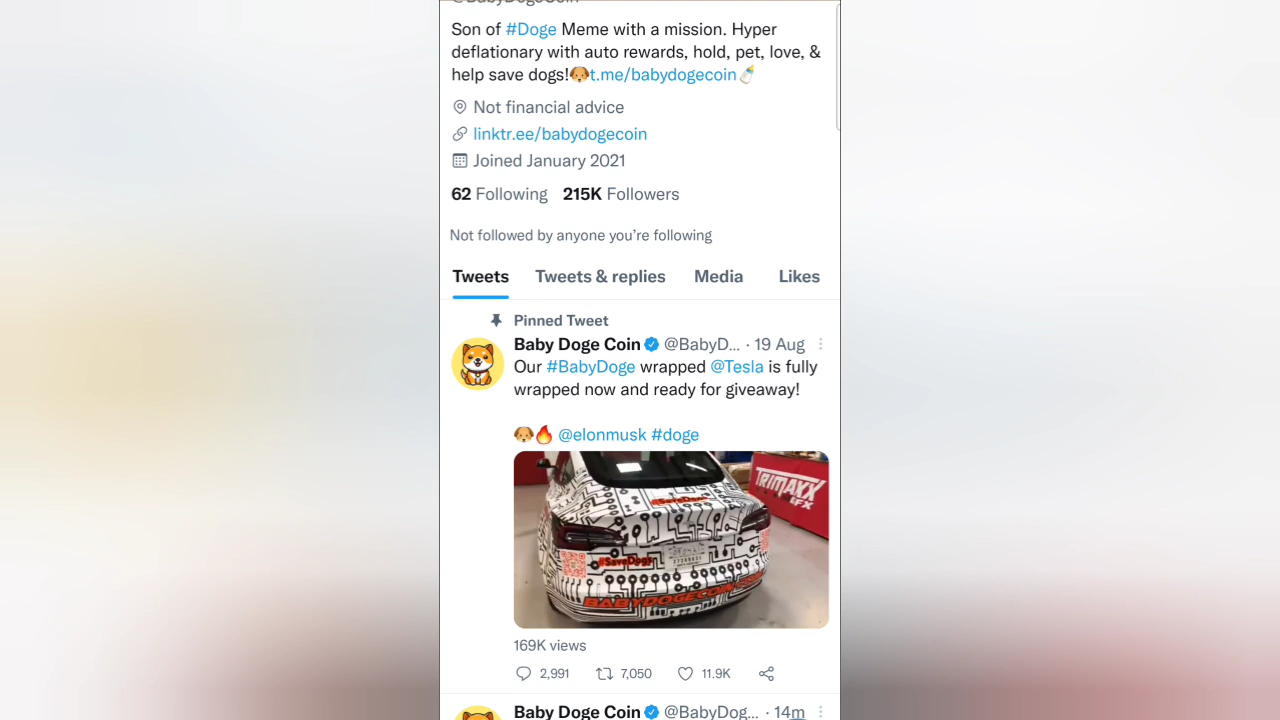 Son of #Doge Meme with a mission. Hyper
deflationary with auto rewards, hold, pet, love, &
help save dogs!🐶t.me/babydogecoin🍼
Not financial advice
linktr.ee/babydogecoin
Joined January 2021
62 Following 215K Followers
Not followed by anyone you're following
Tweets Tweets & replies Media Likes
Pinned Tweet
Baby Doge Coin @BabyD... · 19 Aug
Our #BabyDoge wrapped @Tesla is fully
wrapped now and ready for giveaway!
🐶🔥 @elonmusk #doge
TRIMAXX
EFX
#SaveDogs
#SaveDogs
BABYDOGECOIN
169K views
2,991 7,050 11.9K
Baby Doge Coin @BabyDog... · 14m